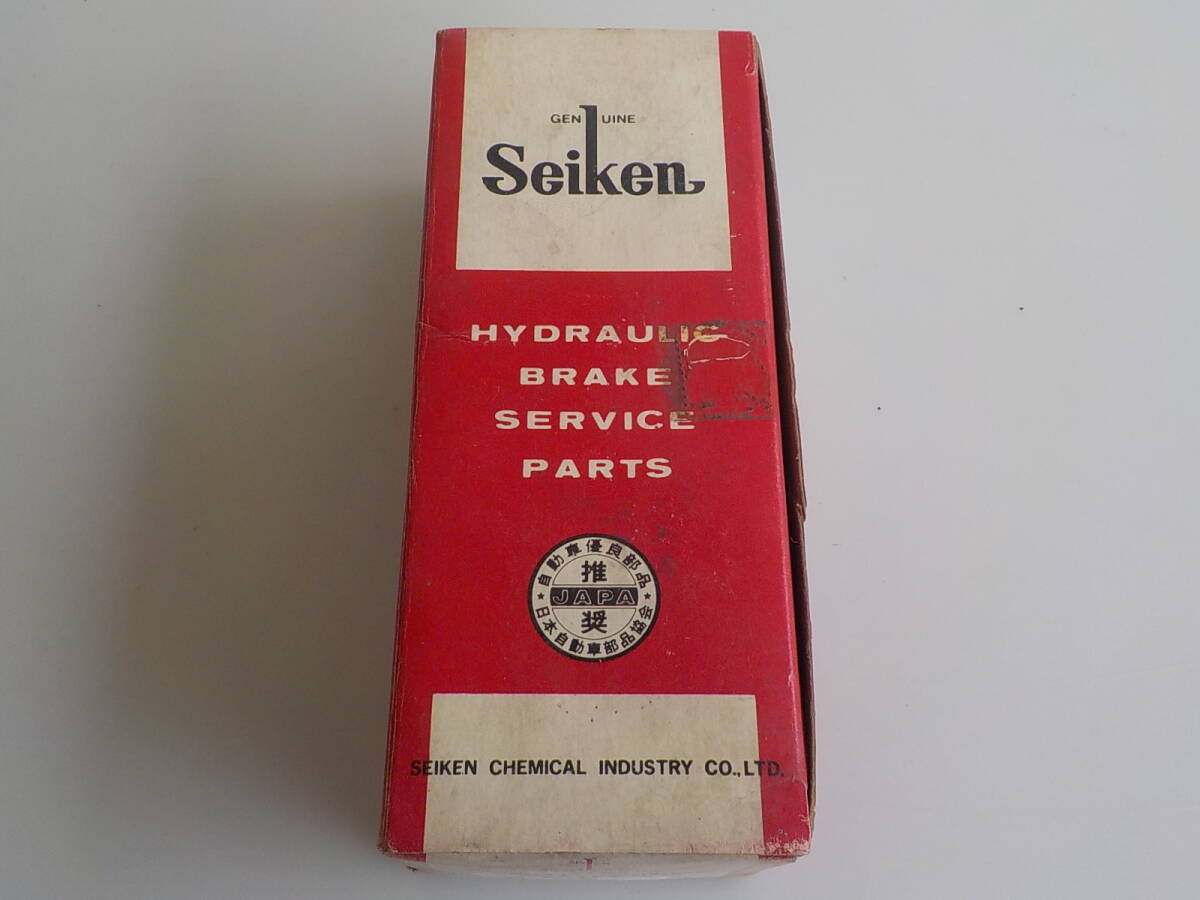 GENUINE
Seiken
HYDRAULIC
BRAKE
SERVICE
PARTS
自動車優良部品
推
JAPA
奨
日本自動車部品協会
SEIKEN CHEMICAL INDUSTRY CO.,LTD.